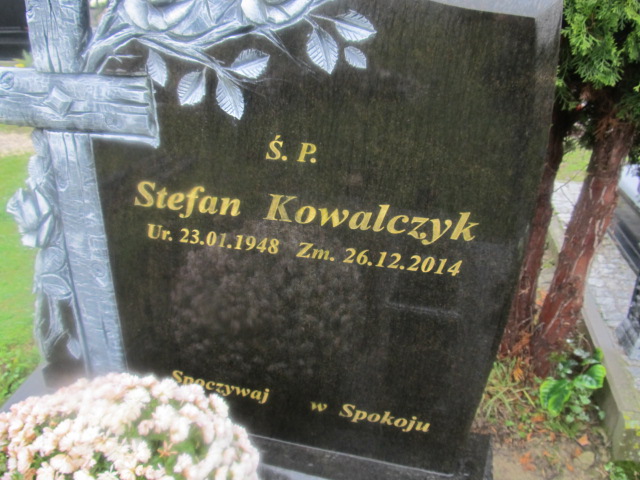 Ś. P.
Stefan Kowalczyk
Ur. 23.01.1948 Zm. 26.12.2014
Spoczywaj w Spokoju